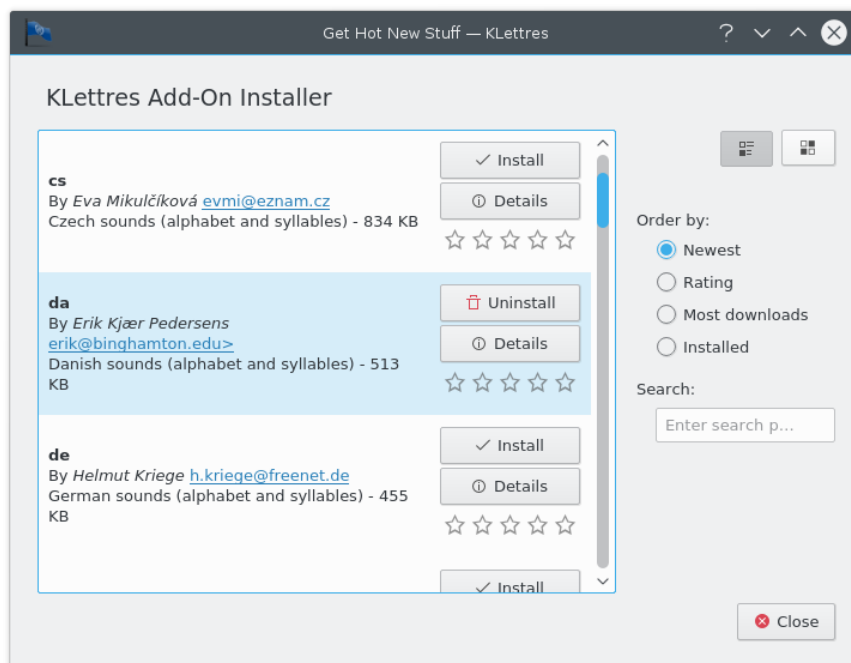 Get Hot New Stuff — KLettres
KLettres Add-On Installer
cs
By Eva Mikulčíková evmi@eznam.cz
Czech sounds (alphabet and syllables) - 834 KB
Install
Details
da
By Erik Kjær Pedersens
erik@binghamton.edu>
Danish sounds (alphabet and syllables) - 513
KB
Uninstall
Details
de
By Helmut Kriege h.kriege@freenet.de
German sounds (alphabet and syllables) - 455
KB
Install
Details
Install
Order by:
Newest
Rating
Most downloads
Installed
Search:
Enter search p...
Close